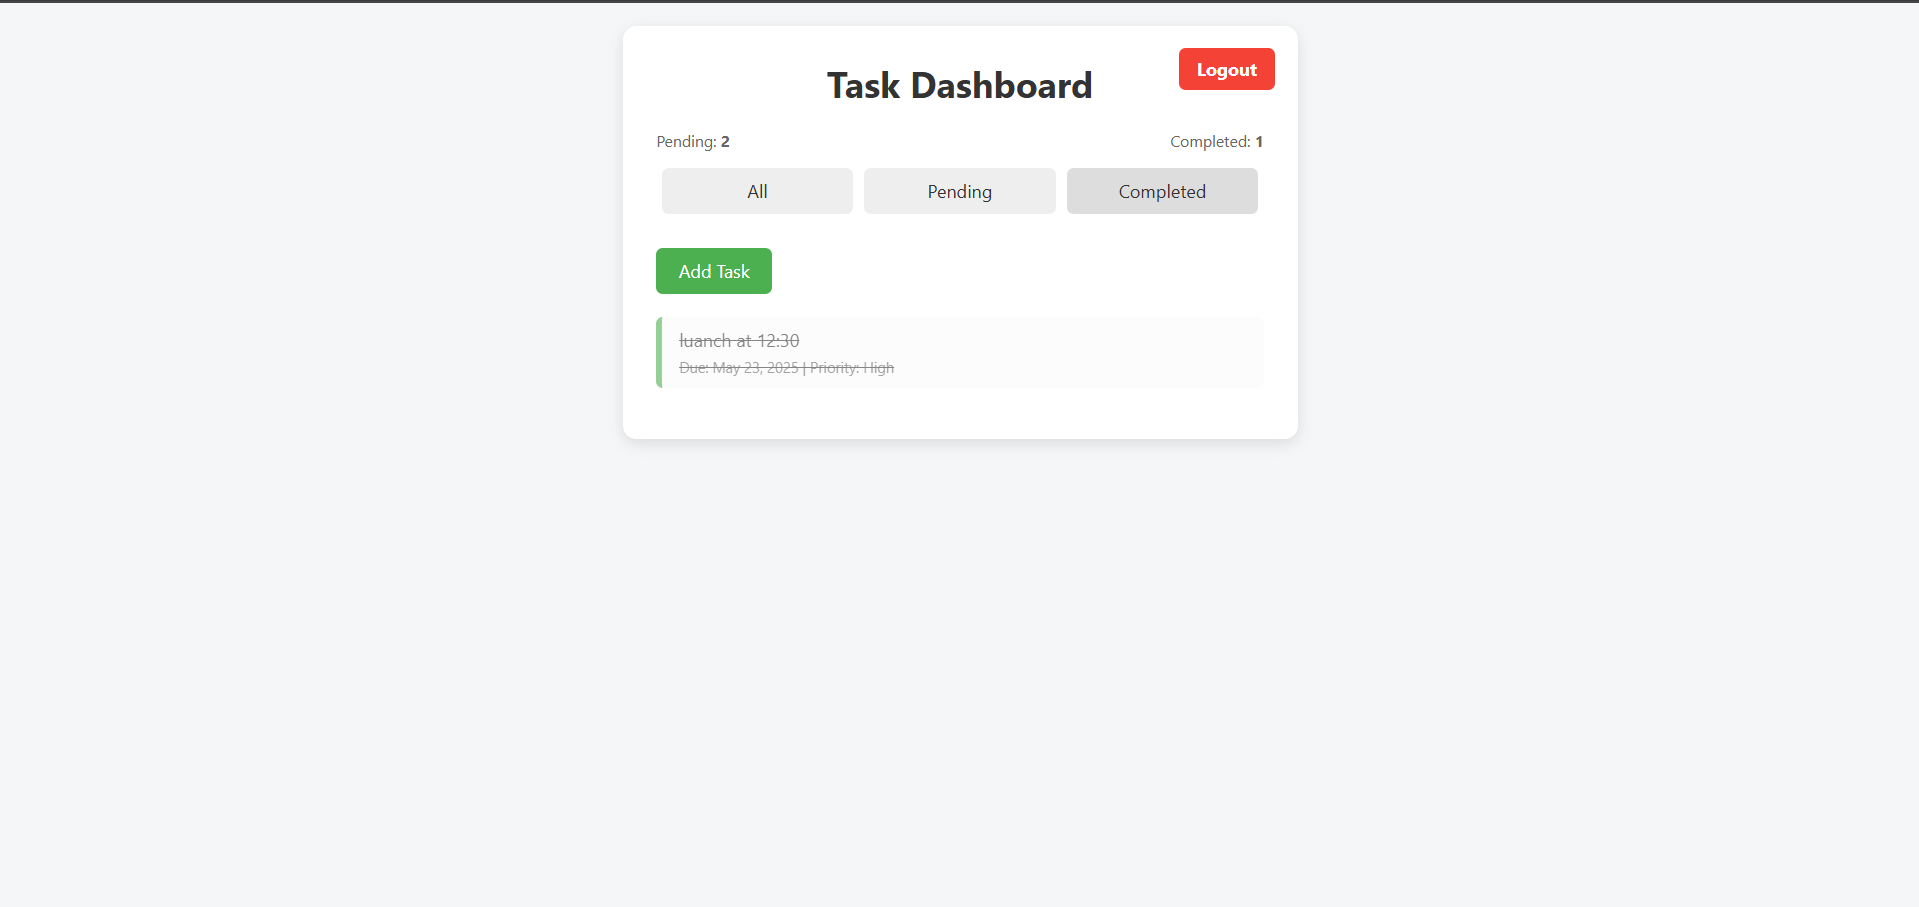 Logout
Task Dashboard
Pending: 2
Completed: 1
All
Pending
Completed
Add Task
luanch at 12:30
Due: May 23, 2025 | Priority: High